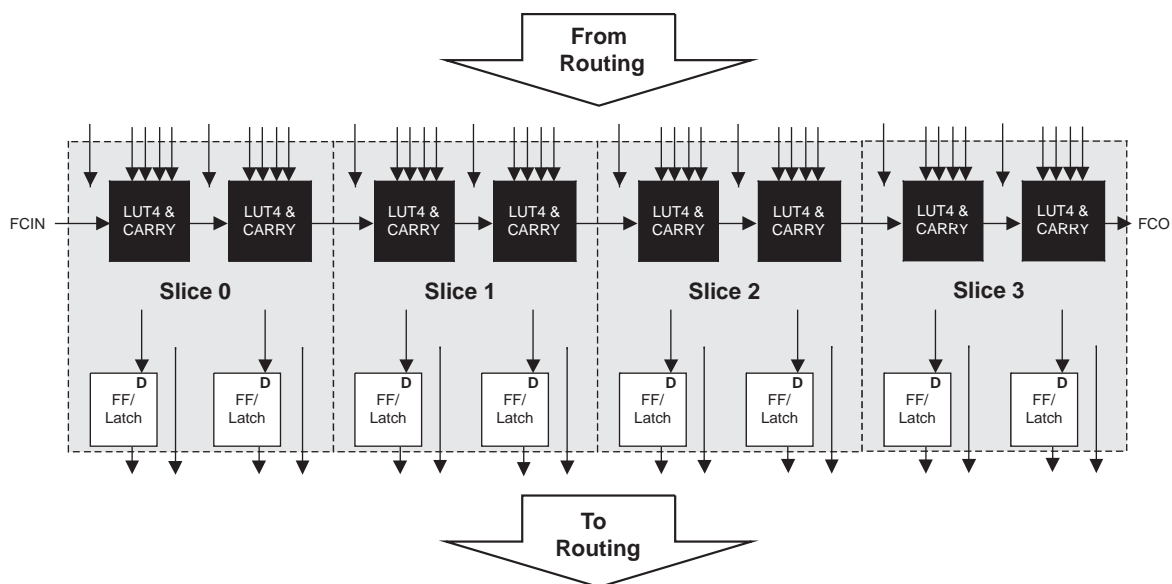 From
Routing
FCIN
LUT4 &
CARRY
LUT4 &
CARRY
LUT4 &
CARRY
LUT4 &
CARRY
LUT4 &
CARRY
LUT4 &
CARRY
LUT4 &
CARRY
LUT4 &
CARRY
FCO
Slice 0
Slice 1
Slice 2
Slice 3
D
FF/
Latch
D
FF/
Latch
D
FF/
Latch
D
FF/
Latch
D
FF/
Latch
D
FF/
Latch
D
FF/
Latch
D
FF/
Latch
To
Routing